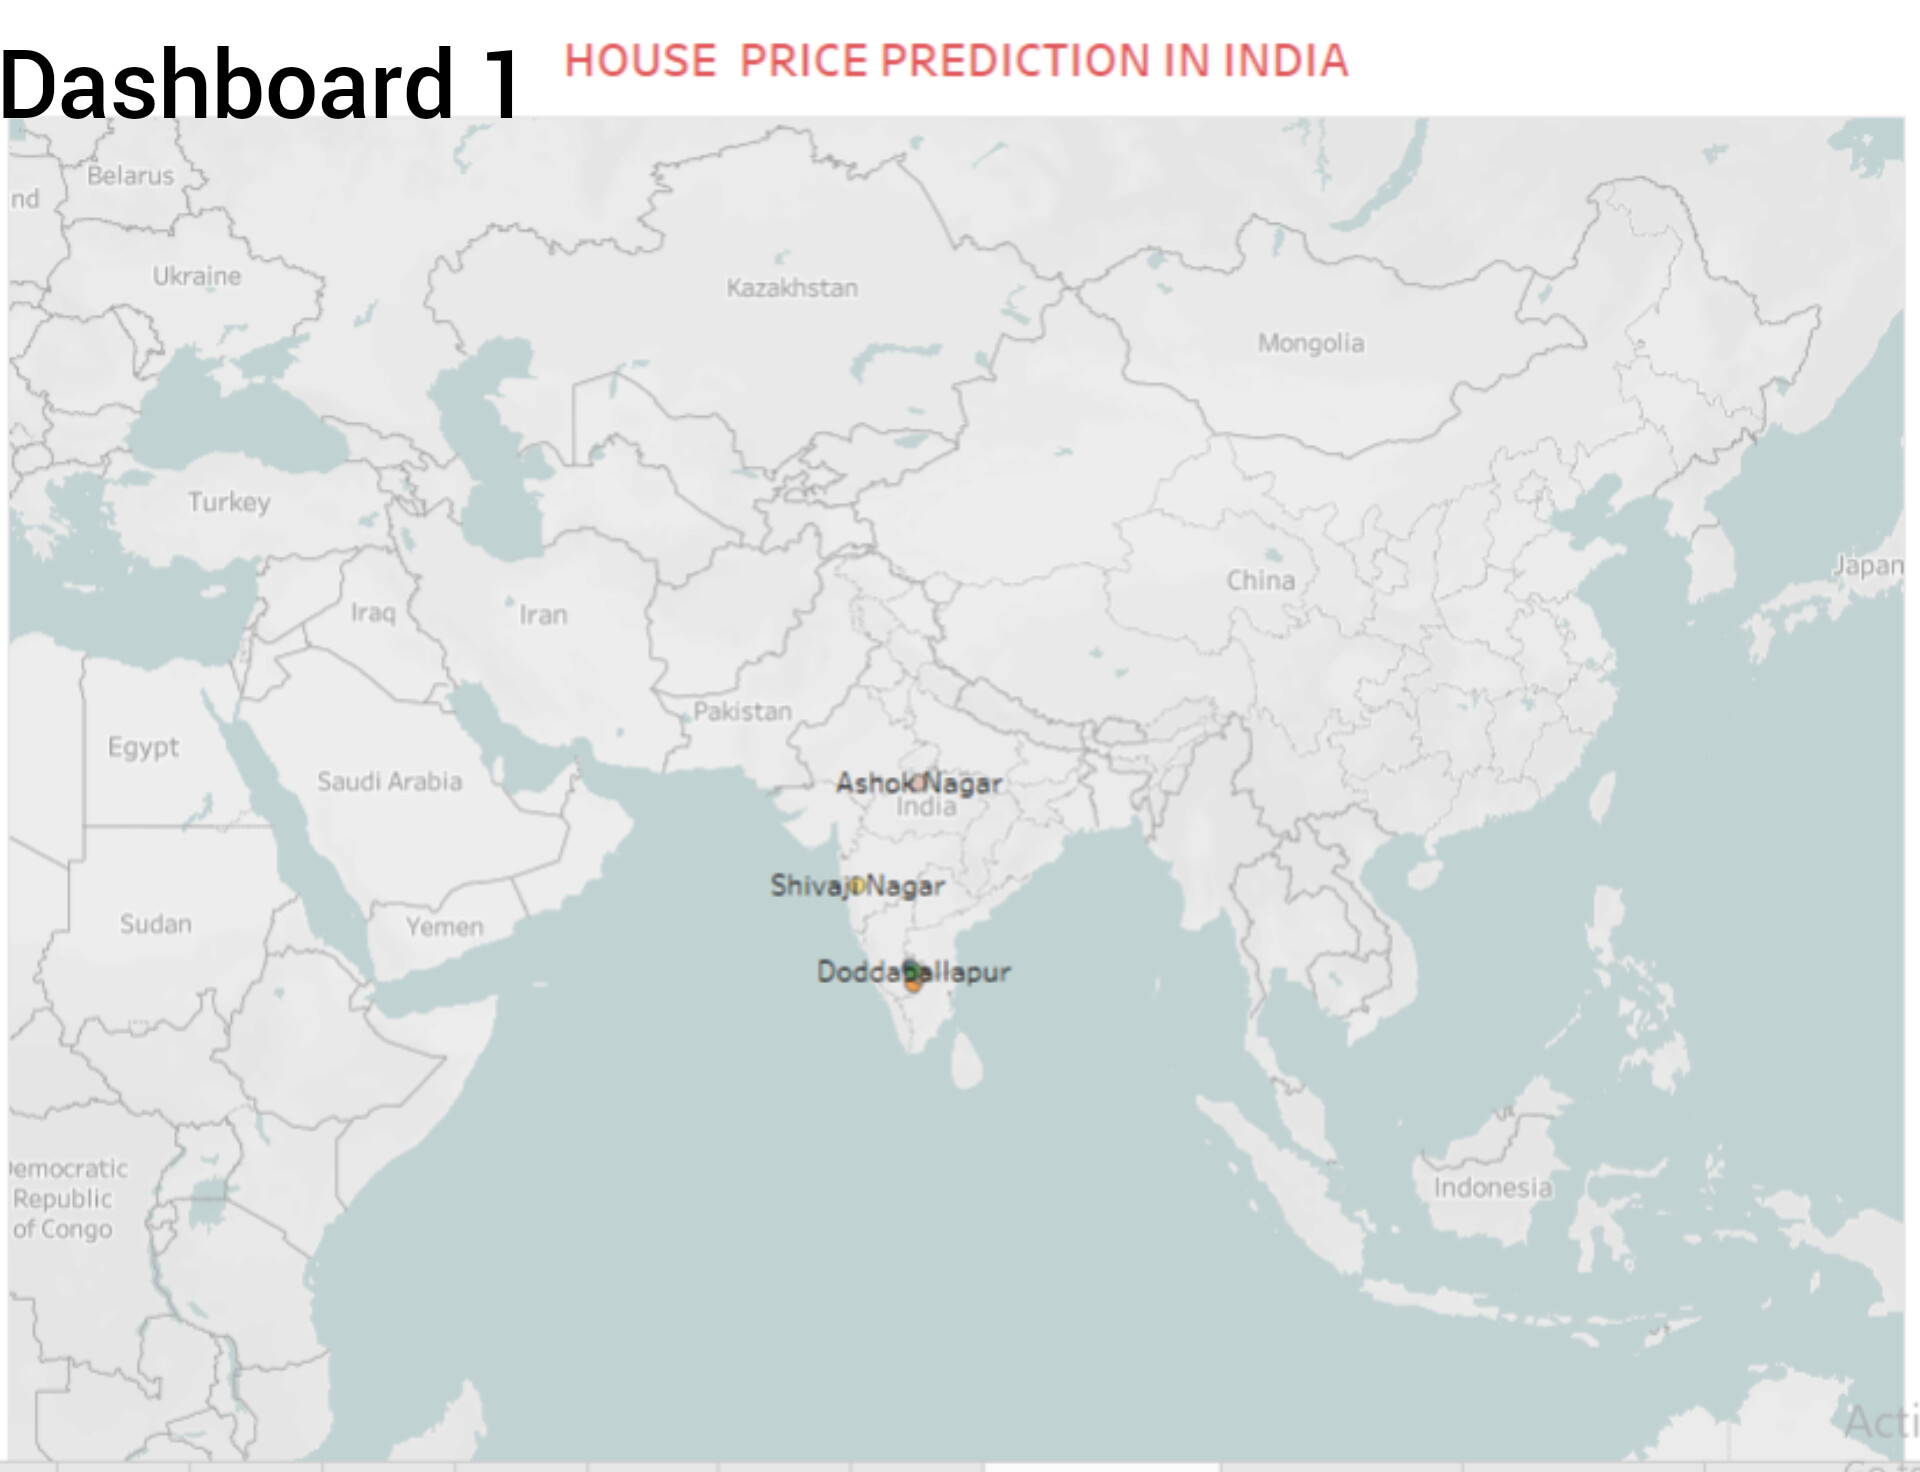 Dashboard 1
HOUSE PRICE PREDICTION IN INDIA
Belarus
nd
Ukraine
Kazakhstan
Mongolia
Turkey
China
Japan
Iraq
Iran
Pakistan
Egypt
Saudi Arabia
Ashok Nagar
India
Shivaji Nagar
Sudan
Yemen
Doddaballapur
Democratic
Republic
of Congo
Indonesia
Acti